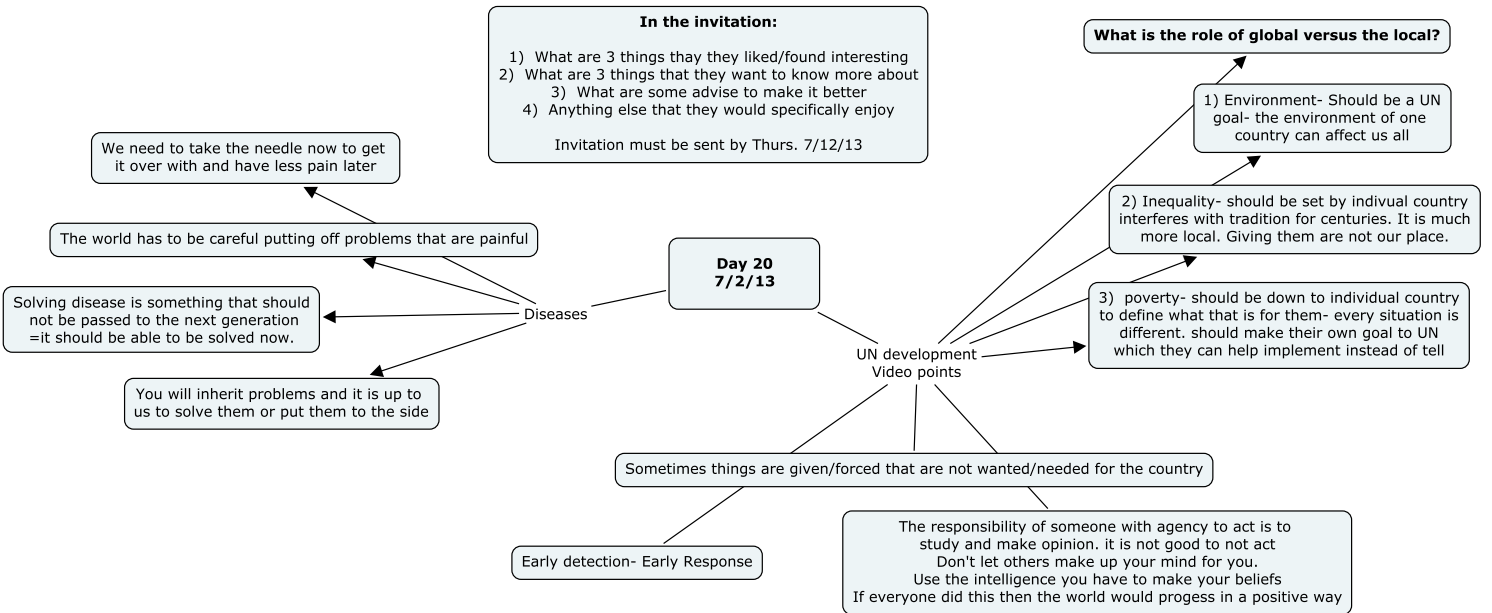 In the invitation:
1) What are 3 things thay they liked/found interesting
2) What are 3 things that they want to know more about
3) What are some advise to make it better
4) Anything else that they would specifically enjoy
Invitation must be sent by Thurs. 7/12/13
What is the role of global versus the local?
1) Environment- Should be a UN
goal- the environment of one
country can affect us all
2) Inequality- should be set by indivual country
interferes with tradition for centuries. It is much
more local. Giving them are not our place.
3) poverty- should be down to individual country
to define what that is for them- every situation is
different. should make their own goal to UN
which they can help implement instead of tell
We need to take the needle now to get
it over with and have less pain later
The world has to be careful putting off problems that are painful
Solving disease is something that should
not be passed to the next generation
=it should be able to be solved now.
You will inherit problems and it is up to
us to solve them or put them to the side
Diseases
Day 20
7/2/13
UN development
Video points
Sometimes things are given/forced that are not wanted/needed for the country
Early detection- Early Response
The responsibility of someone with agency to act is to
study and make opinion. it is not good to not act
Don't let others make up your mind for you.
Use the intelligence you have to make your beliefs
If everyone did this then the world would progess in a positive way